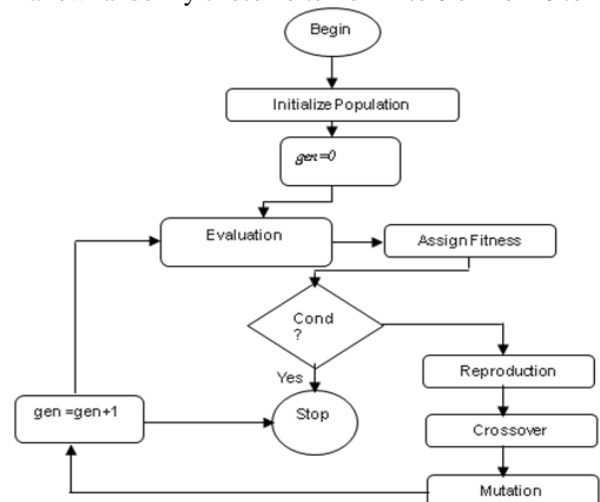 Begin
Initialize Population
gen=0
Evaluation
Assign Fitness
Cond
?
Yes
Reproduction
Stop
gen =gen+1
Crossover
Mutation